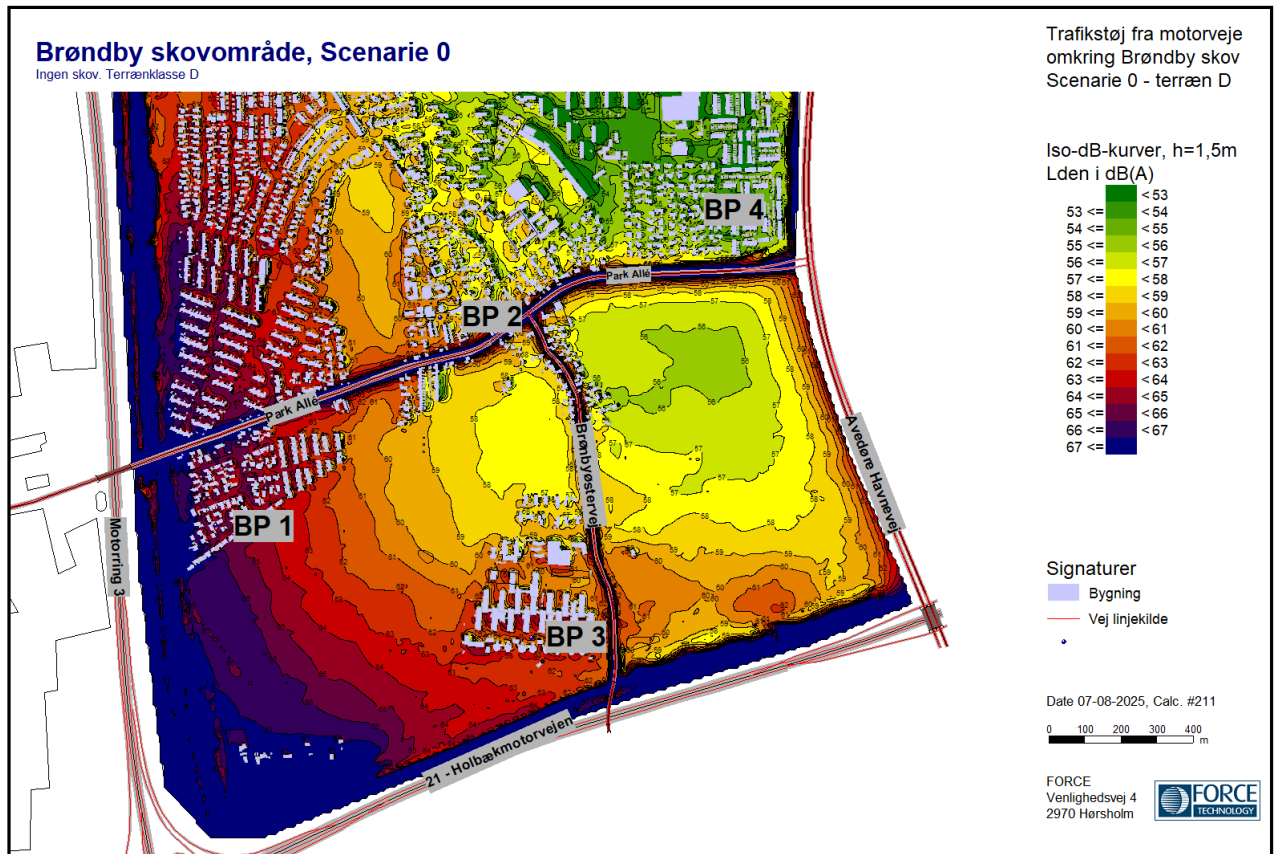 Brøndby skovområde, Scenarie 0
Ingen skov. Terrænklasse D
Trafikstøj fra motorveje
omkring Brøndby skov
Scenarie 0 - terræn D
Iso-dB-kurver, h=1,5m
Lden i dB(A)
< 53
53 <= < 54
54 <= < 55
55 <= < 56
56 <= < 57
57 <= < 58
58 <= < 59
59 <= < 60
60 <= < 61
61 <= < 62
62 <= < 63
63 <= < 64
64 <= < 65
65 <= < 66
66 <= < 67
67 <=
BP 4
Park Allé
BP 2
Park Allé
Brønbyøstervej
Avedøre Havnevej
BP 1
Motorring 3
BP 3
21 - Holbækmotorvejen
Signaturer
Bygning
Vej linjekilde
Date 07-08-2025, Calc. #211
0 100 200 300 400
m
FORCE
Venlighedsvej 4
2970 Hørsholm
FORCE
TECHNOLOGY